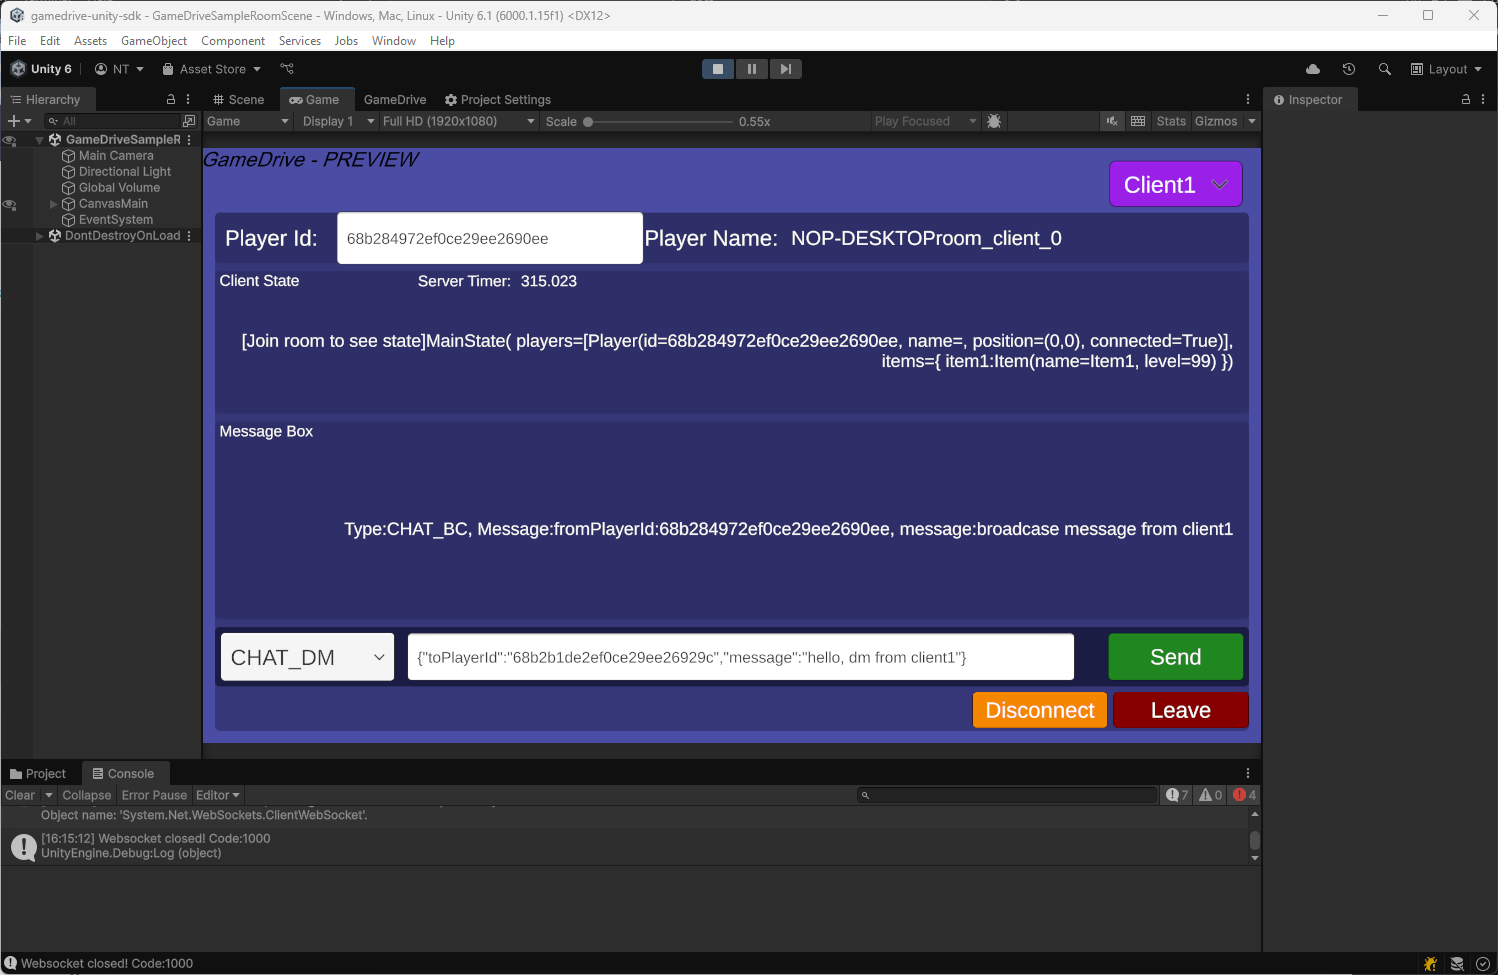 gamedrive-unity-sdk - GameDriveSampleRoomScene - Windows, Mac, Linux - Unity 6.1 (6000.1.15f1) <DX12>
File Edit Assets GameObject Component Services Jobs Window Help
Unity 6 NT Asset Store Layout
Hierarchy Scene Game GameDrive Project Settings Inspector
All Game Display 1 Full HD (1920x1080) Scale 0.55x Play Focused Stats Gizmos
GameDriveSampleR
Main Camera
Directional Light
Global Volume
CanvasMain
EventSystem
DontDestroyOnLoad
GameDrive - PREVIEW
Client1
Player Id: 68b284972ef0ce29ee2690ee Player Name: NOP-DESKTOProom_client_0
Client State Server Timer: 315.023
[Join room to see state]MainState( players=[Player(id=68b284972ef0ce29ee2690ee, name=, position=(0,0), connected=True)],
items={ item1:Item(name=Item1, level=99) })
Message Box
Type:CHAT_BC, Message:fromPlayerId:68b284972ef0ce29ee2690ee, message:broadcase message from client1
CHAT_DM {"toPlayerId":"68b2b1de2ef0ce29ee26929c","message":"hello, dm from client1"} Send
Disconnect Leave
Project Console
Clear Collapse Error Pause Editor 7 0 4
Object name: 'System.Net.WebSockets.ClientWebSocket'.
[16:15:12] Websocket closed! Code:1000
UnityEngine.Debug:Log (object)
Websocket closed! Code:1000